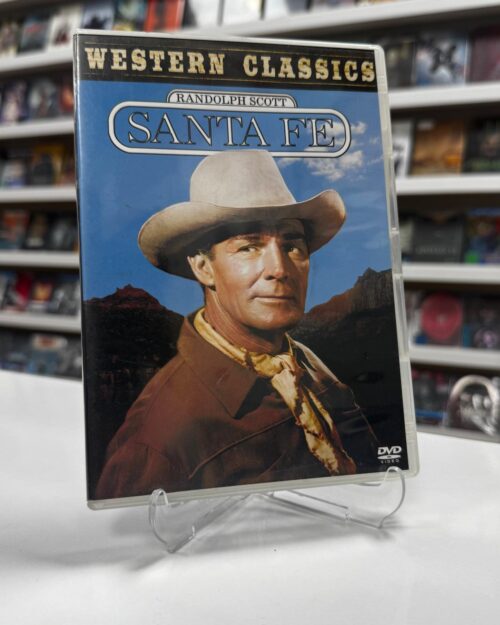 WESTERN CLASSICS
RANDOLPH SCOTT
SANTA FE
DVD
VIDEO